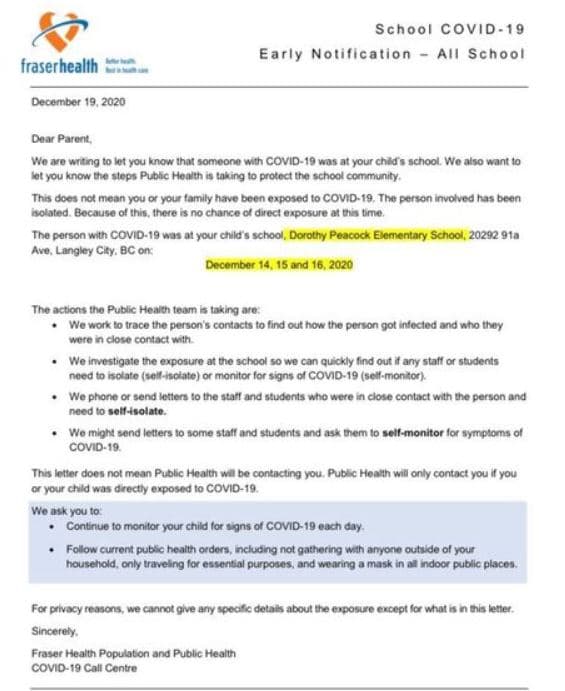 School COVID-19
Early Notification – All School
fraserhealth
Better health.
Best in health care.
December 19, 2020
Dear Parent,
We are writing to let you know that someone with COVID-19 was at your child's school. We also want to
let you know the steps Public Health is taking to protect the school community.
This does not mean you or your family have been exposed to COVID-19. The person involved has been
isolated. Because of this, there is no chance of direct exposure at this time.
The person with COVID-19 was at your child's school, Dorothy Peacock Elementary School, 20292 91a
Ave, Langley City, BC on:
December 14, 15 and 16, 2020
The actions the Public Health team is taking are:
• We work to trace the person's contacts to find out how the person got infected and who they
were in close contact with.
• We investigate the exposure at the school so we can quickly find out if any staff or students
need to isolate (self-isolate) or monitor for signs of COVID-19 (self-monitor).
• We phone or send letters to the staff and students who were in close contact with the person and
need to self-isolate.
• We might send letters to some staff and students and ask them to self-monitor for symptoms of
COVID-19.
This letter does not mean Public Health will be contacting you. Public Health will only contact you if you
or your child was directly exposed to COVID-19.
We ask you to:
• Continue to monitor your child for signs of COVID-19 each day.
• Follow current public health orders, including not gathering with anyone outside of your
household, only traveling for essential purposes, and wearing a mask in all indoor public places.
For privacy reasons, we cannot give any specific details about the exposure except for what is in this letter.
Sincerely,
Fraser Health Population and Public Health
COVID-19 Call Centre